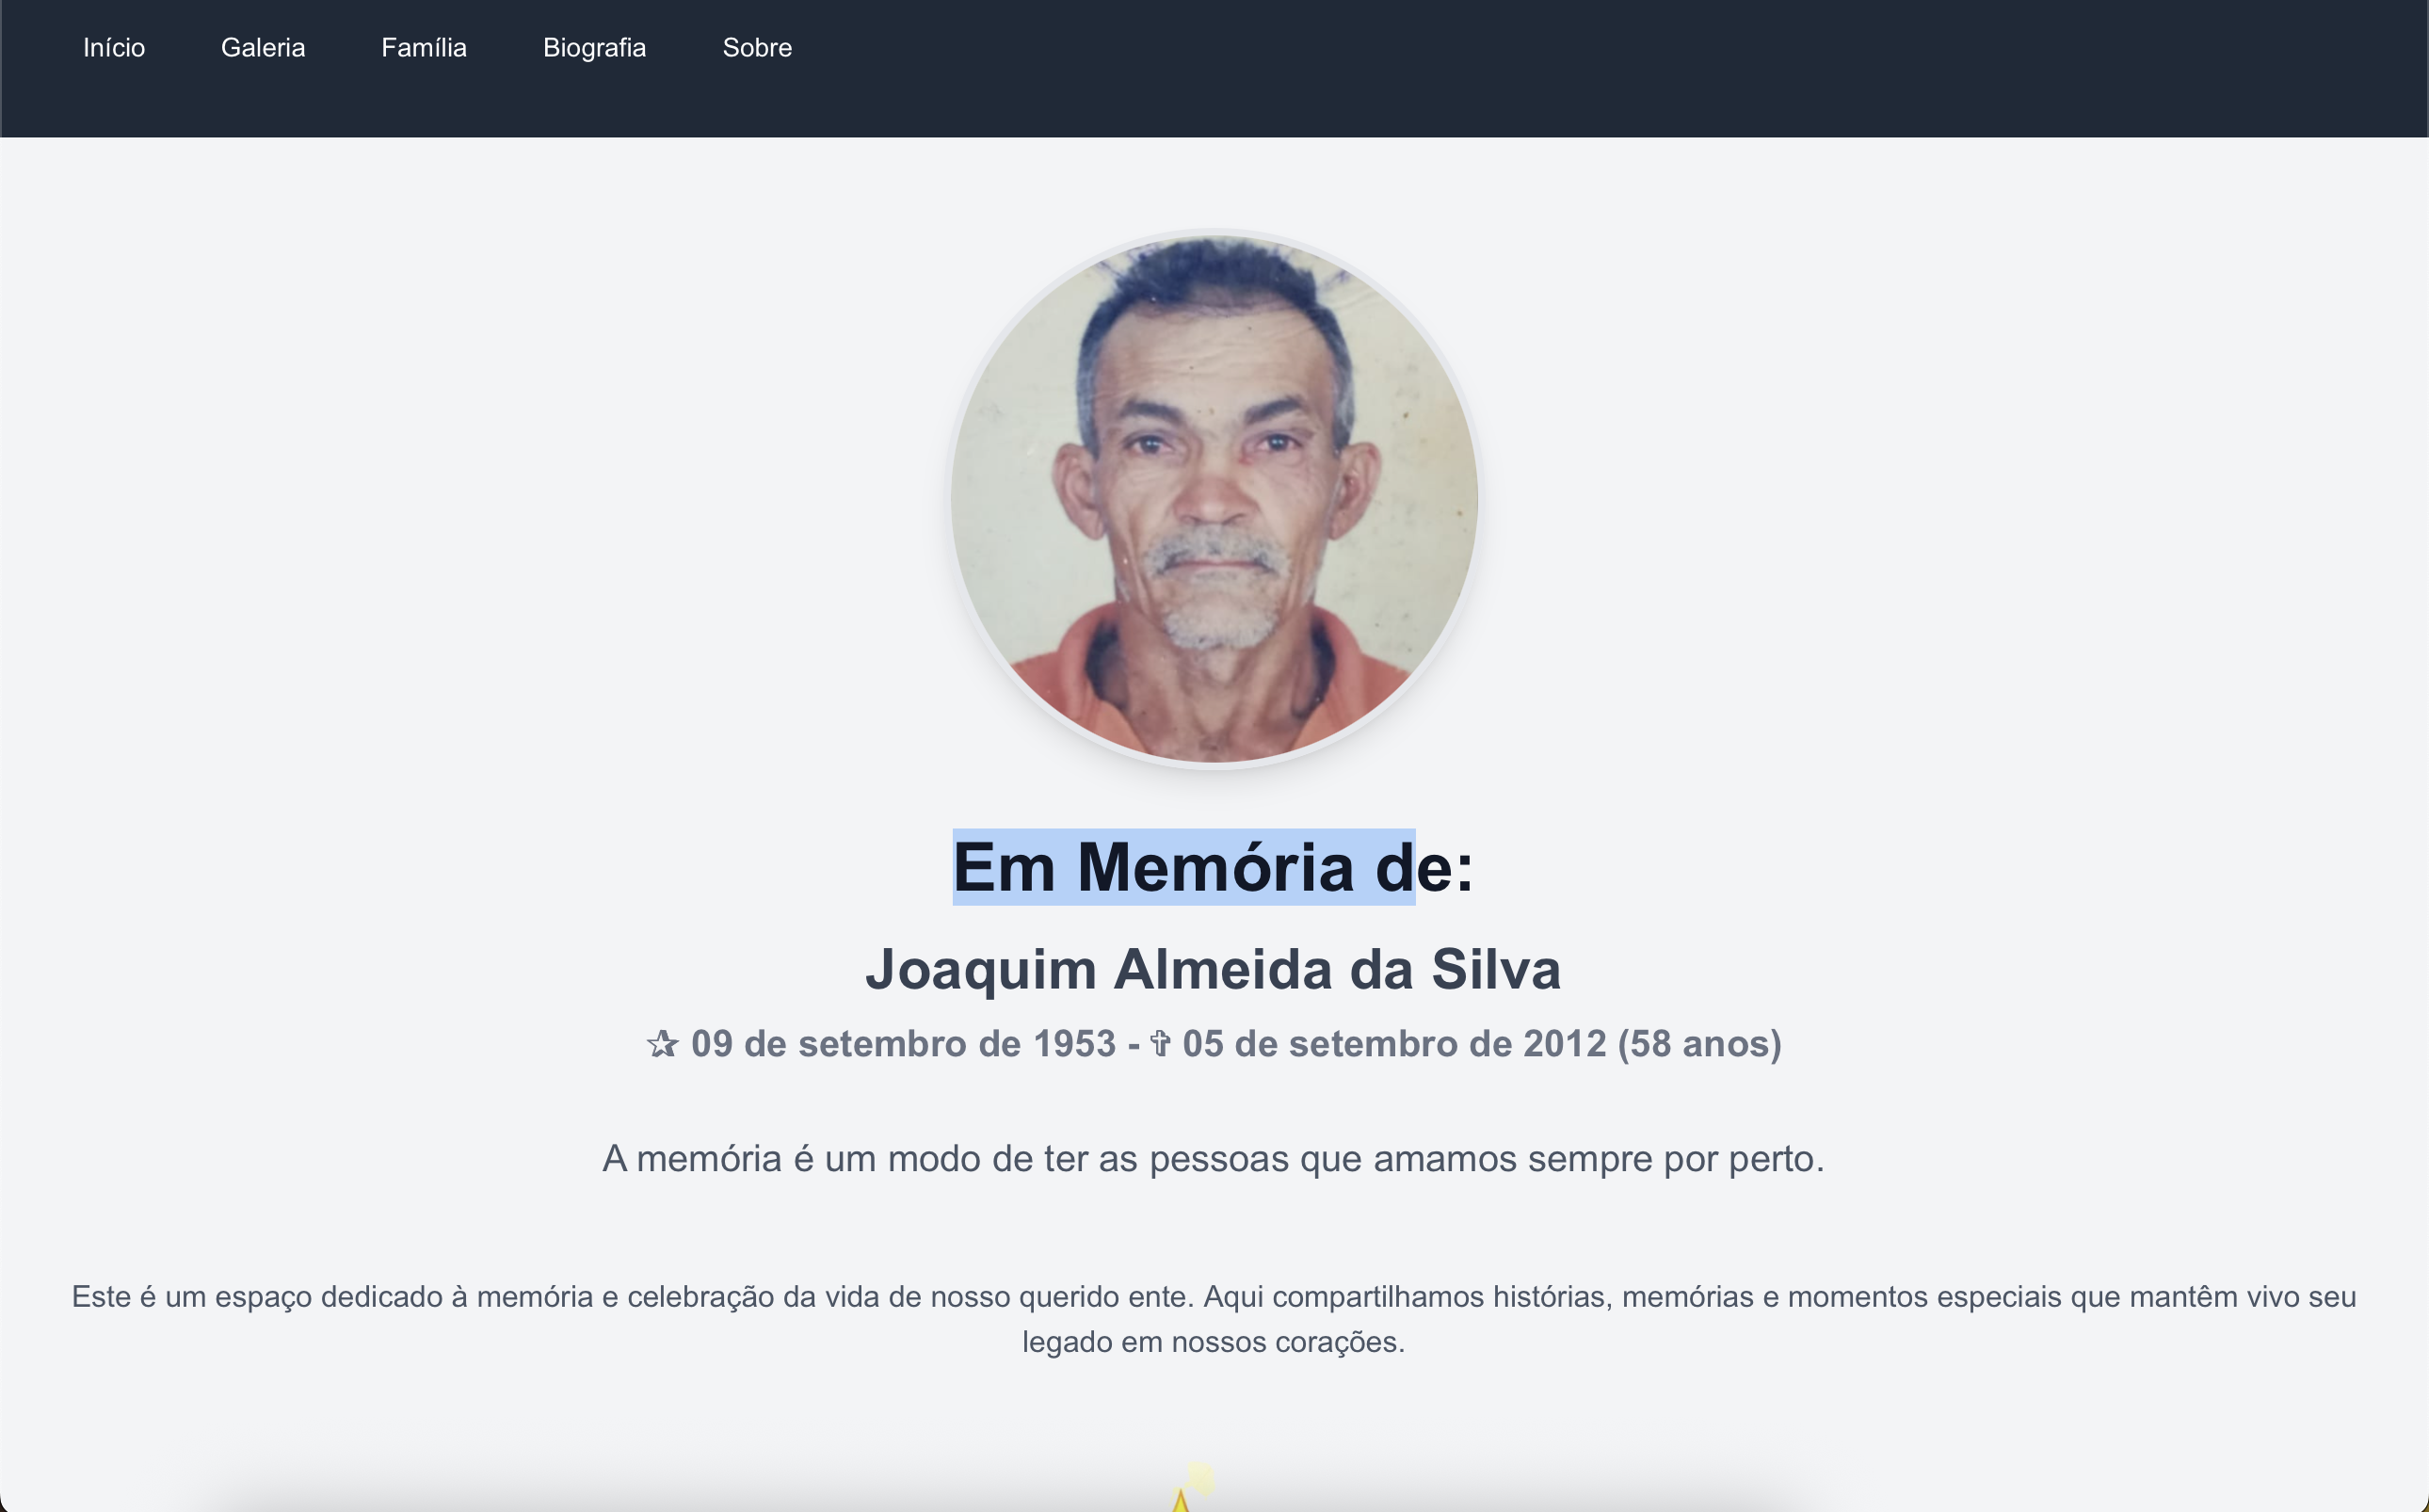 Início Galeria Família Biografia Sobre
Em Memória de:
Joaquim Almeida da Silva
✰ 09 de setembro de 1953 - ✞ 05 de setembro de 2012 (58 anos)
A memória é um modo de ter as pessoas que amamos sempre por perto.
Este é um espaço dedicado à memória e celebração da vida de nosso querido ente. Aqui compartilhamos histórias, memórias e momentos especiais que mantêm vivo seu
legado em nossos corações.